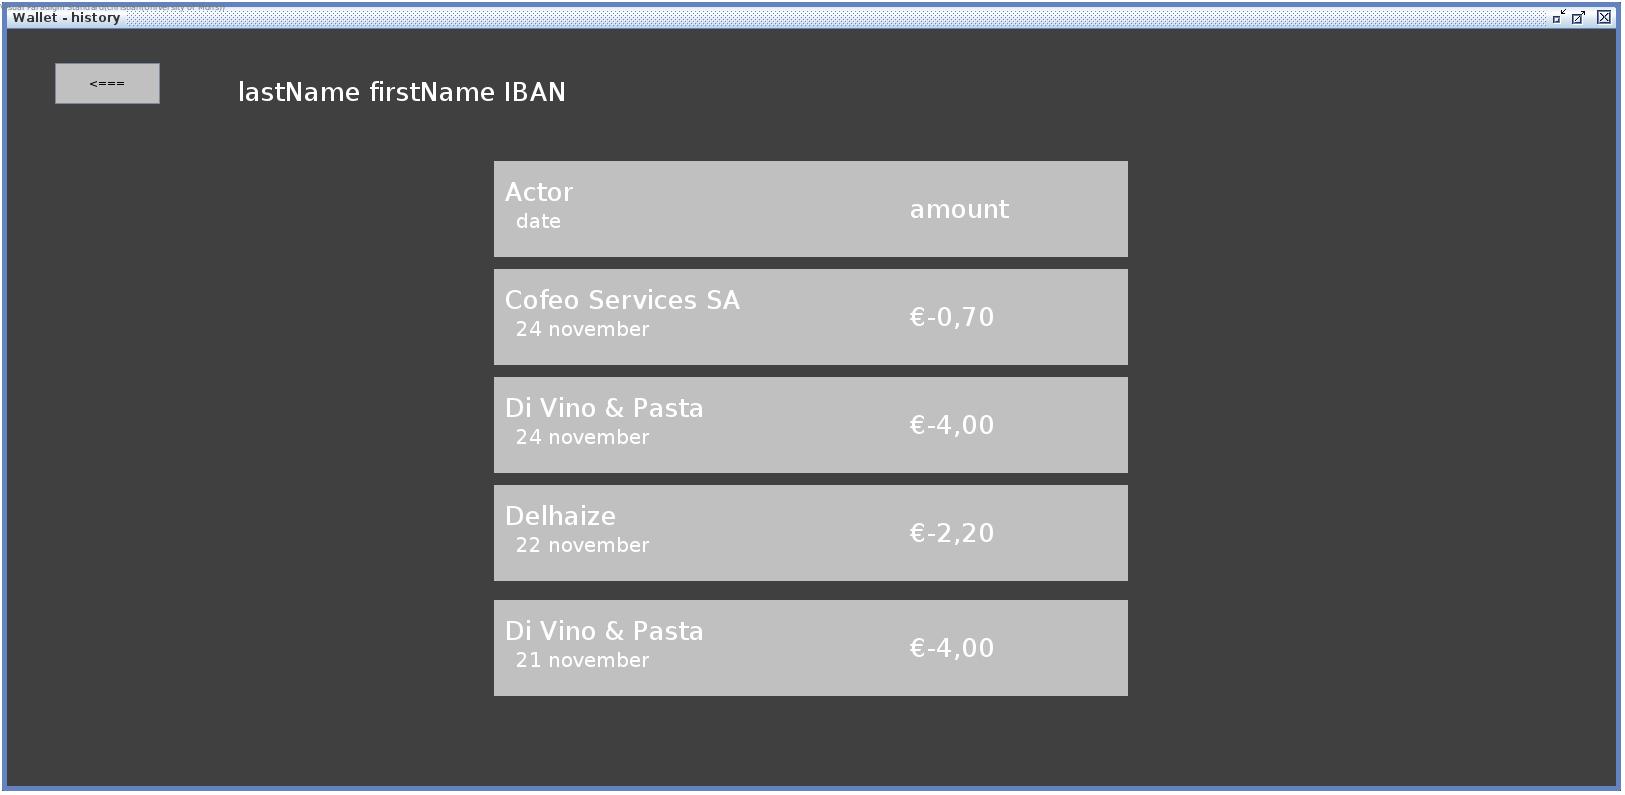 Visual Paradigm Standard(christian(University of Mons))
Wallet - history
<===
lastName firstName IBAN
Actor
date
amount
Cofeo Services SA
24 november
€-0,70
Di Vino & Pasta
24 november
€-4,00
Delhaize
22 november
€-2,20
Di Vino & Pasta
21 november
€-4,00